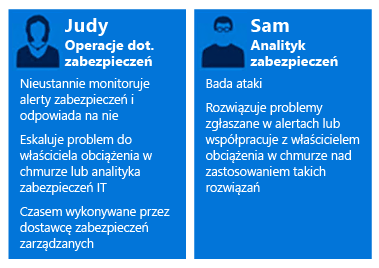 Judy
Operacje dot.
zabezpieczeń
Nieustannie monitoruje
alerty zabezpieczeń i
odpowiada na nie
Eskaluje problem do
właściciela obciążenia w
chmurze lub analityka
zabezpieczeń IT
Czasem wykonywane przez
dostawcę zabezpieczeń
zarządzanych
Sam
Analityk
zabezpieczeń
Bada ataki
Rozwiązuje problemy
zgłaszane w alertach lub
współpracuje z właścicielem
obciążenia w chmurze nad
zastosowaniem takich
rozwiązań